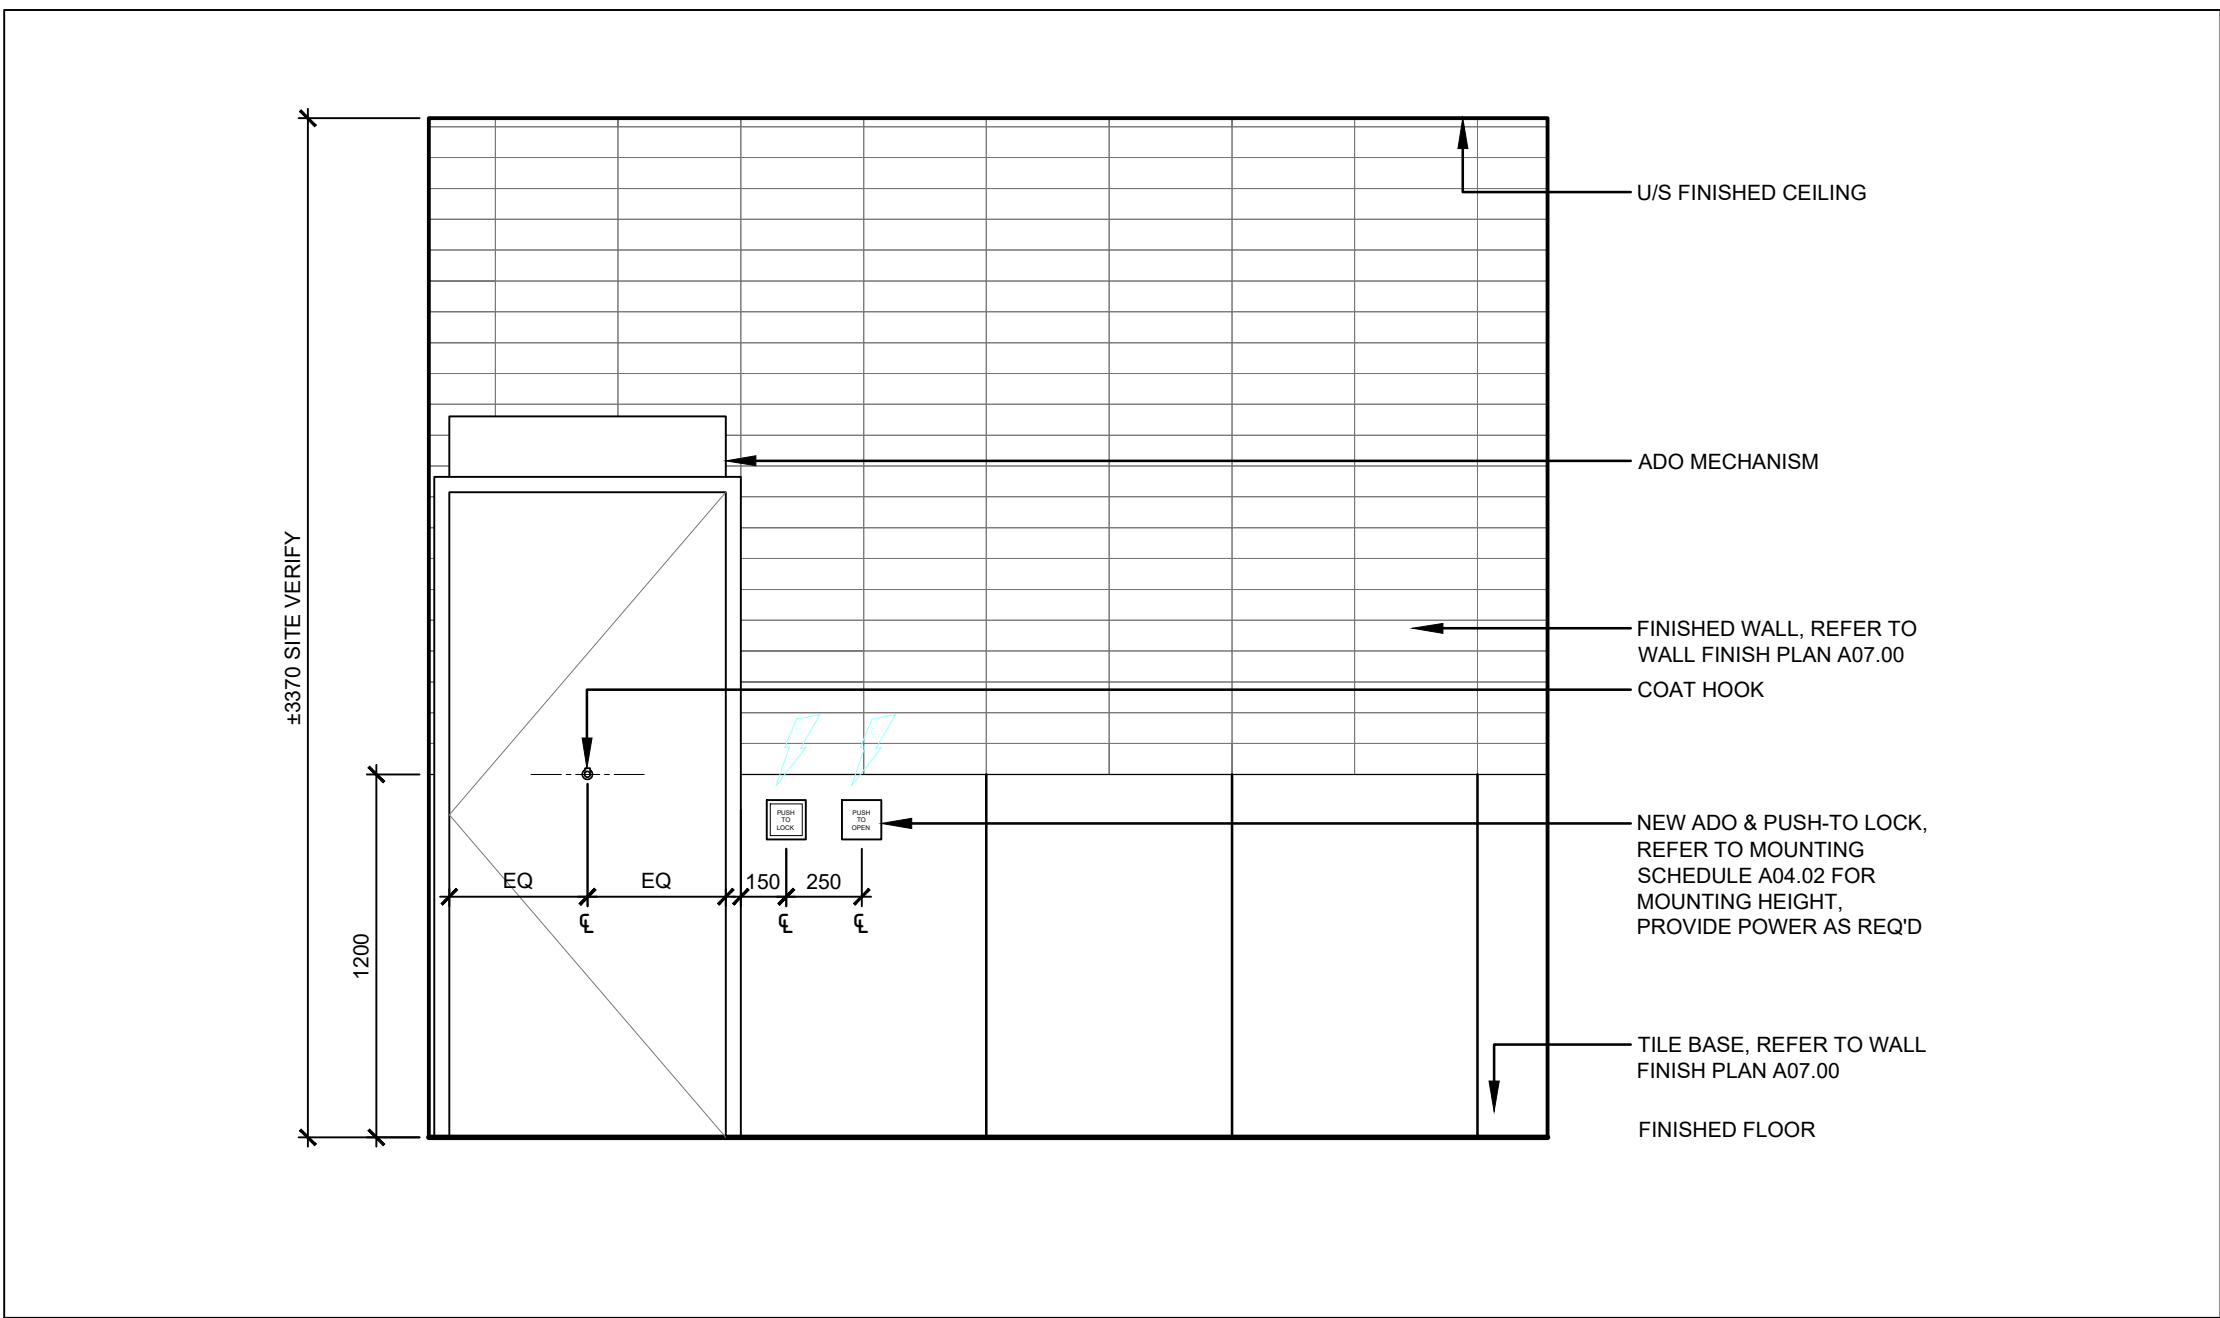 U/S FINISHED CEILING
ADO MECHANISM
±3370 SITE VERIFY
FINISHED WALL, REFER TO
WALL FINISH PLAN A07.00
COAT HOOK
PUSH
TO
LOCK
PUSH
TO
OPEN
NEW ADO & PUSH-TO LOCK,
REFER TO MOUNTING
SCHEDULE A04.02 FOR
MOUNTING HEIGHT,
PROVIDE POWER AS REQ'D
EQ
EQ
150
250
℄
℄
℄
1200
TILE BASE, REFER TO WALL
FINISH PLAN A07.00
FINISHED FLOOR